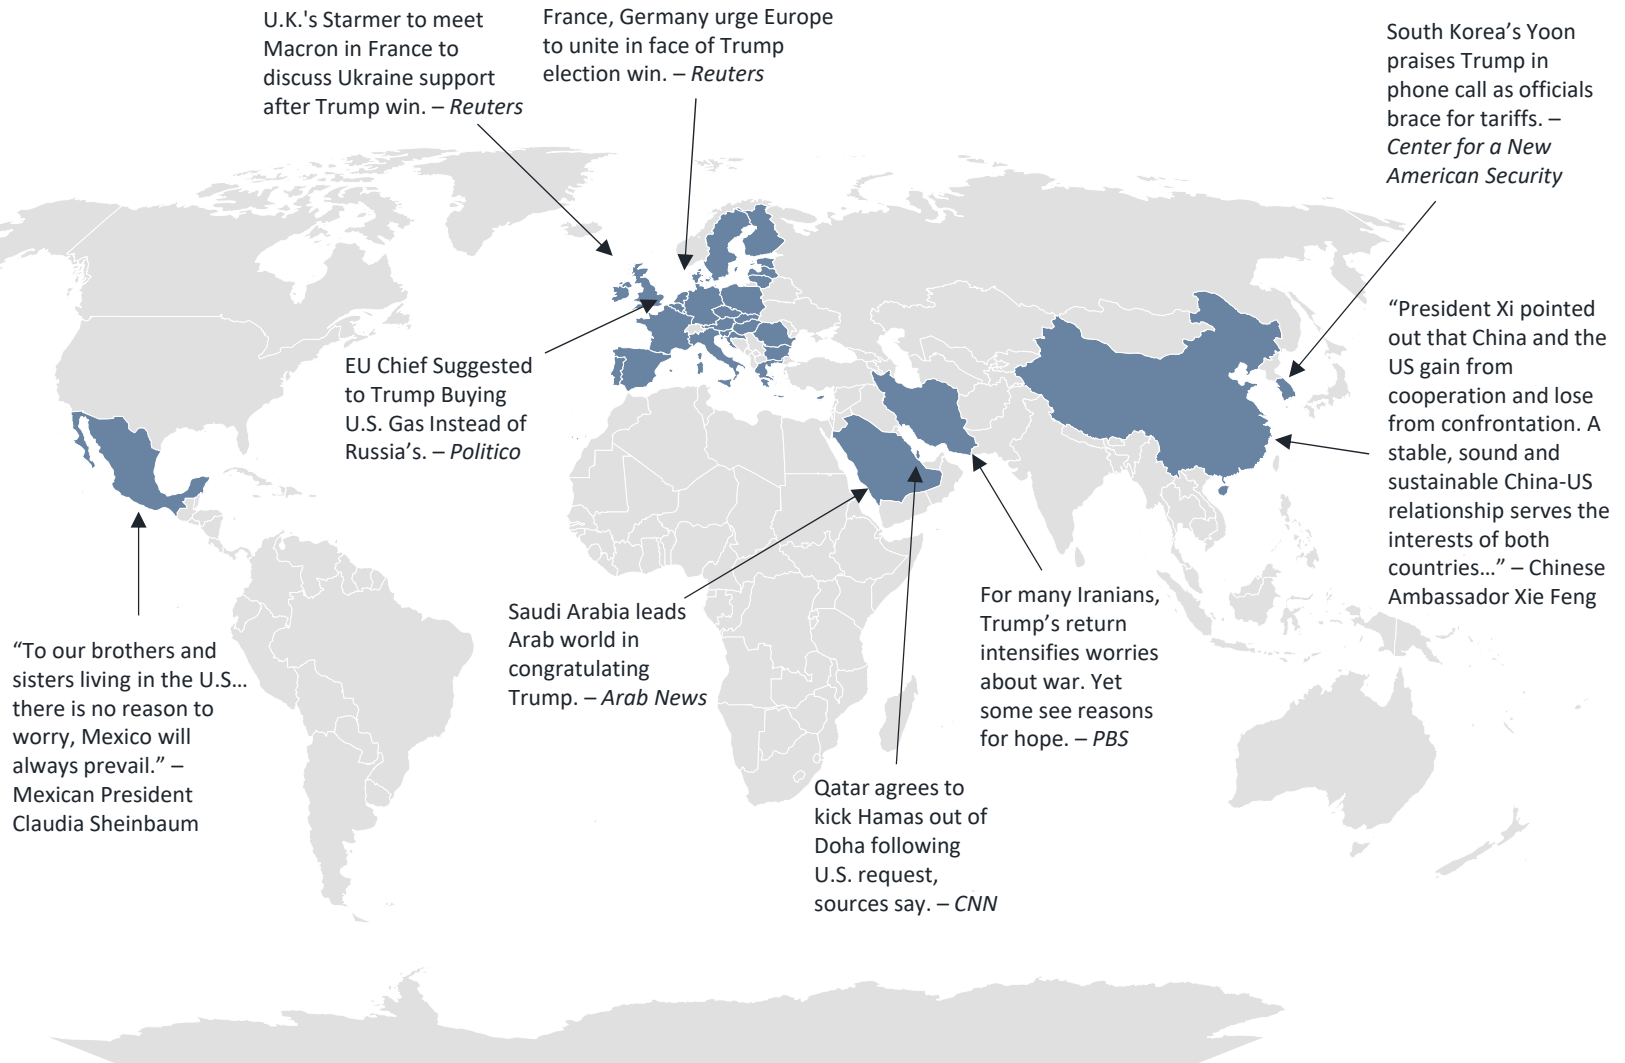 U.K.'s Starmer to meet
Macron in France to
discuss Ukraine support
after Trump win. – Reuters
France, Germany urge Europe
to unite in face of Trump
election win. – Reuters
South Korea’s Yoon
praises Trump in
phone call as officials
brace for tariffs. –
Center for a New
American Security
EU Chief Suggested
to Trump Buying
U.S. Gas Instead of
Russia’s. – Politico
“President Xi pointed
out that China and the
US gain from
cooperation and lose
from confrontation. A
stable, sound and
sustainable China-US
relationship serves the
interests of both
countries…” – Chinese
Ambassador Xie Feng
“To our brothers and
sisters living in the U.S…
there is no reason to
worry, Mexico will
always prevail.” –
Mexican President
Claudia Sheinbaum
Saudi Arabia leads
Arab world in
congratulating
Trump. – Arab News
For many Iranians,
Trump’s return
intensifies worries
about war. Yet
some see reasons
for hope. – PBS
Qatar agrees to
kick Hamas out of
Doha following
U.S. request,
sources say. – CNN